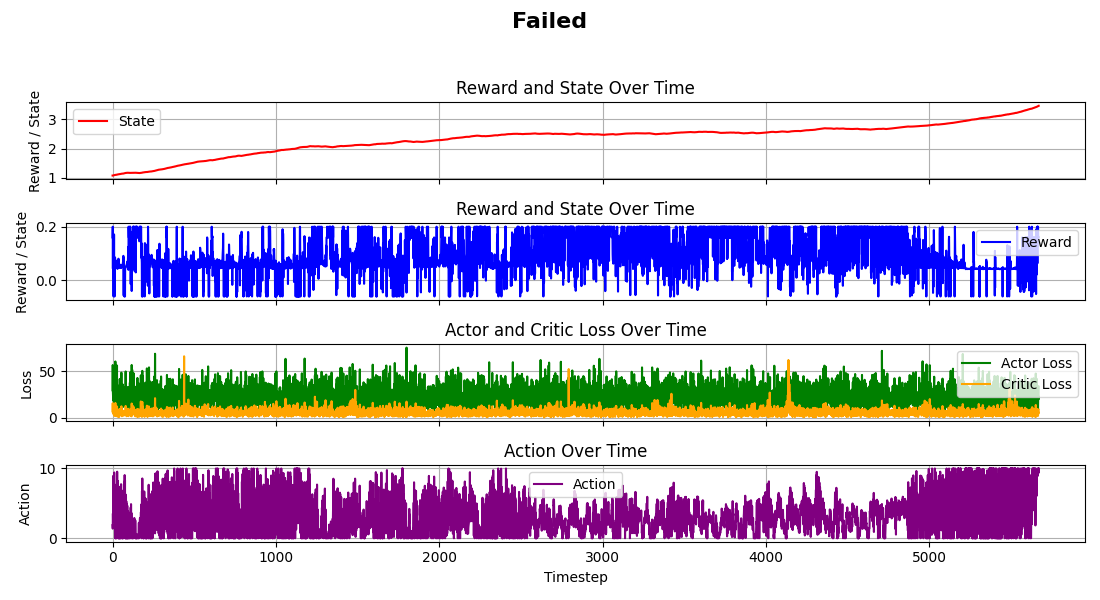 Failed
Reward and State Over Time
Reward / State
3
2
1
State
Reward and State Over Time
Reward / State
0.2
0.0
Reward
Actor and Critic Loss Over Time
Loss
50
0
Actor Loss
Critic Loss
Action Over Time
Action
10
0
Action
0 1000 2000 3000 4000 5000
Timestep